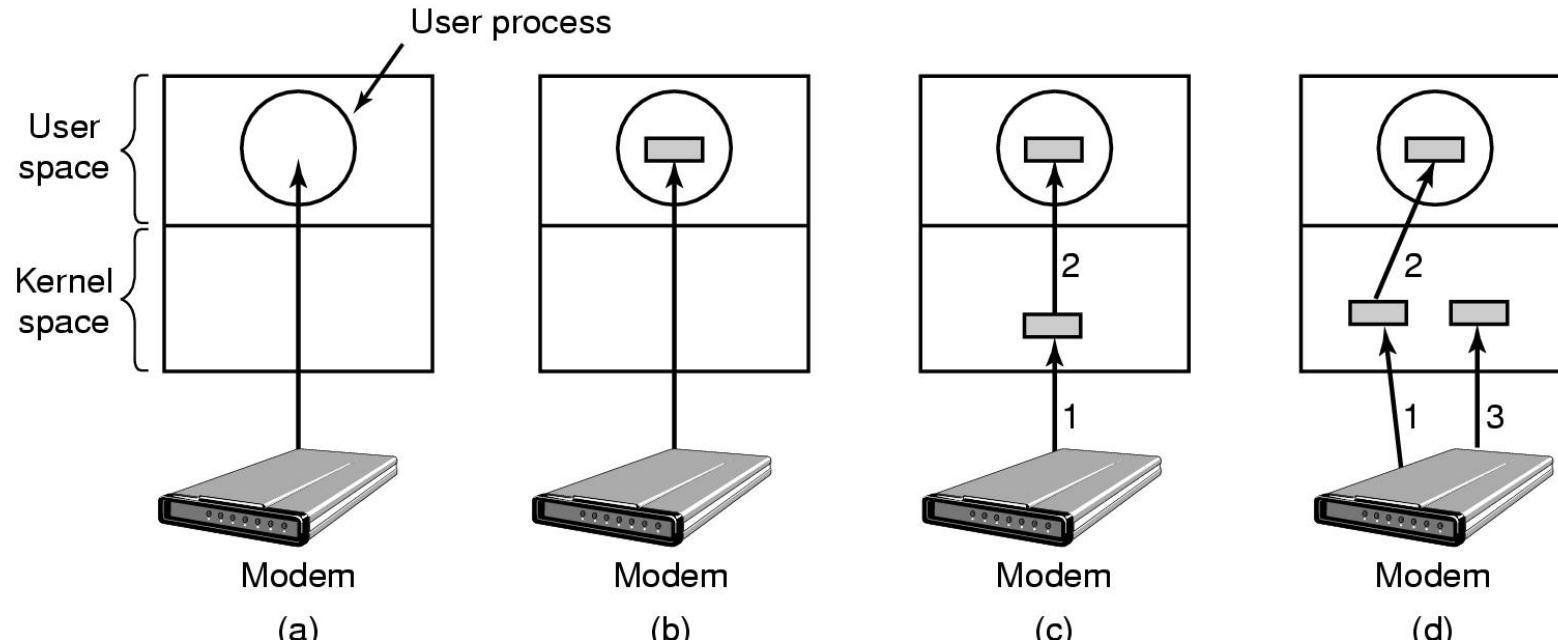 User process
User
space
Kernel
space
2
2
1
1
3
Modem
Modem
Modem
Modem
(a)
(b)
(c)
(d)